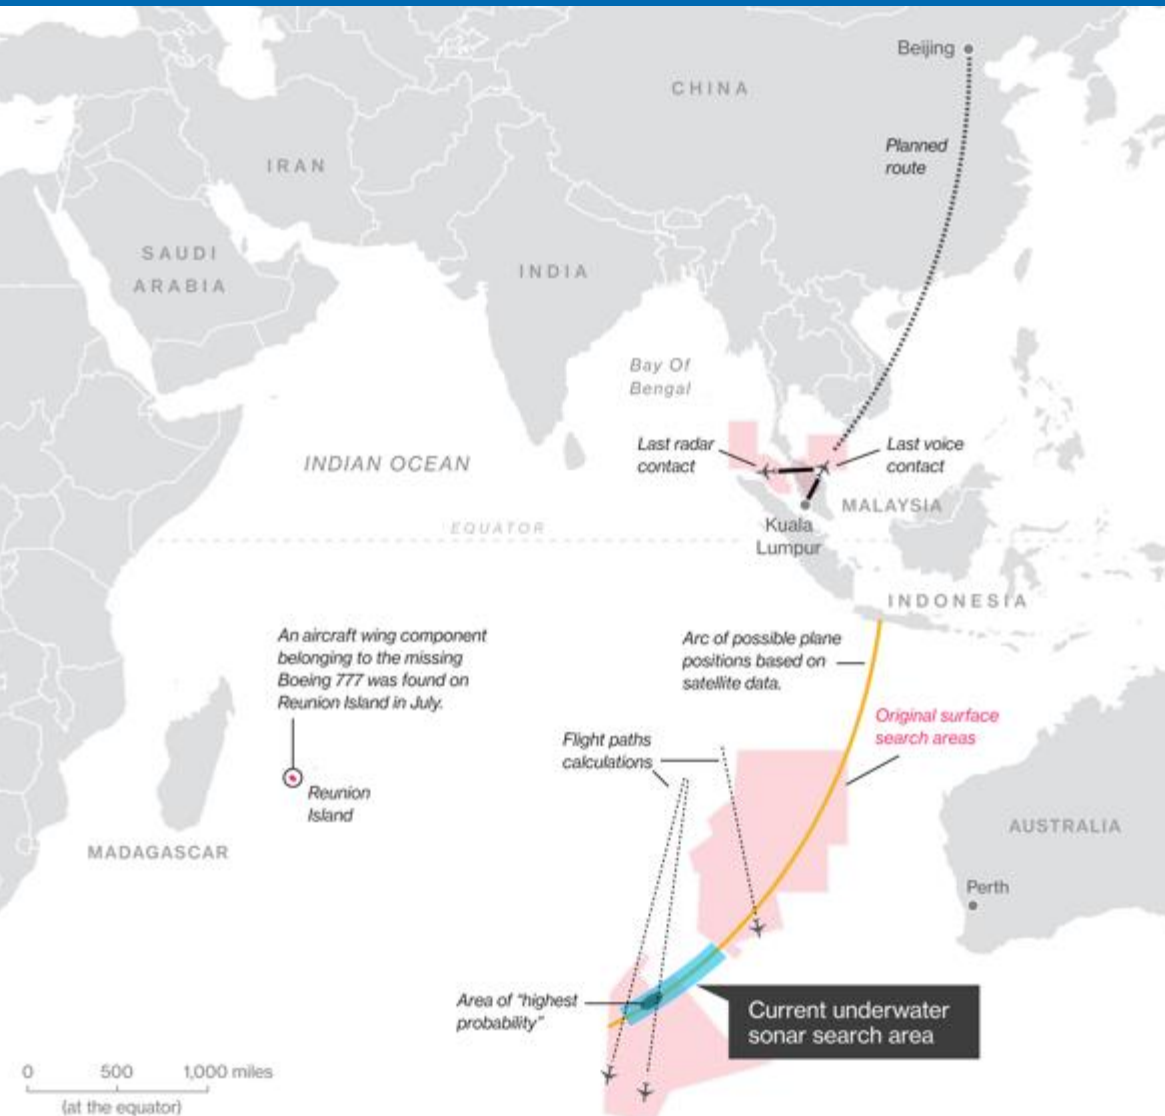 Beijing
CHINA
Planned
route
IRAN
SAUDI
ARABIA
INDIA
Bay Of
Bengal
Last radar
contact
Last voice
contact
INDIAN OCEAN
MALAYSIA
EQUATOR
Kuala
Lumpur
INDONESIA
An aircraft wing component
belonging to the missing
Boeing 777 was found on
Reunion Island in July.
Arc of possible plane
positions based on
satellite data.
Original surface
search areas
Flight paths
calculations
Reunion
Island
MADAGASCAR
AUSTRALIA
Perth
Area of "highest
probability"
Current underwater
sonar search area
0 500 1,000 miles
(at the equator)